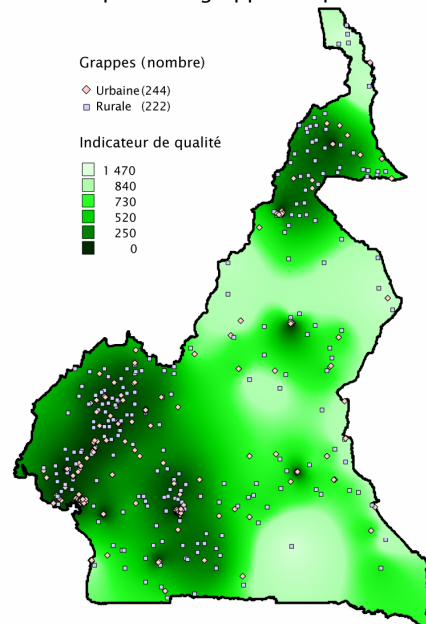 Grappes (nombre)
Urbaine (244)
Rurale (222)
Indicateur de qualité
1 470
840
730
520
250
0